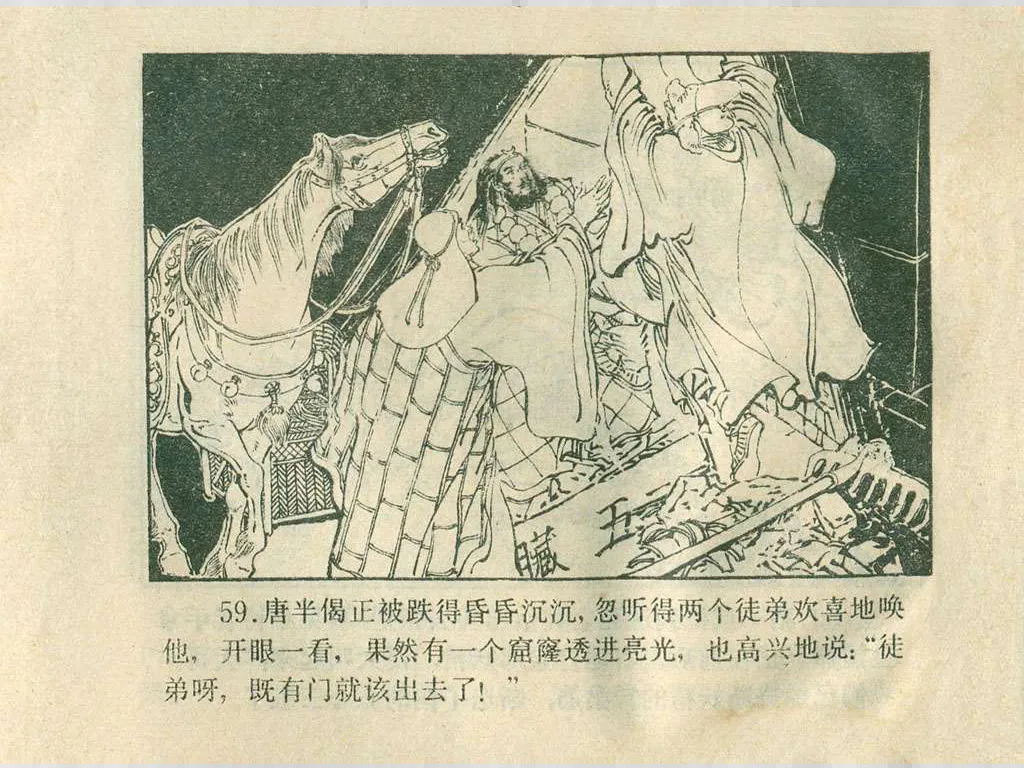 五
臓
59.唐半偈正被跌得昏昏沉沉,忽听得两个徒弟欢喜地唤
他，开眼一看，果然有一个窟窿透进亮光，也高兴地说:“徒
弟呀，既有门就该出去了!”